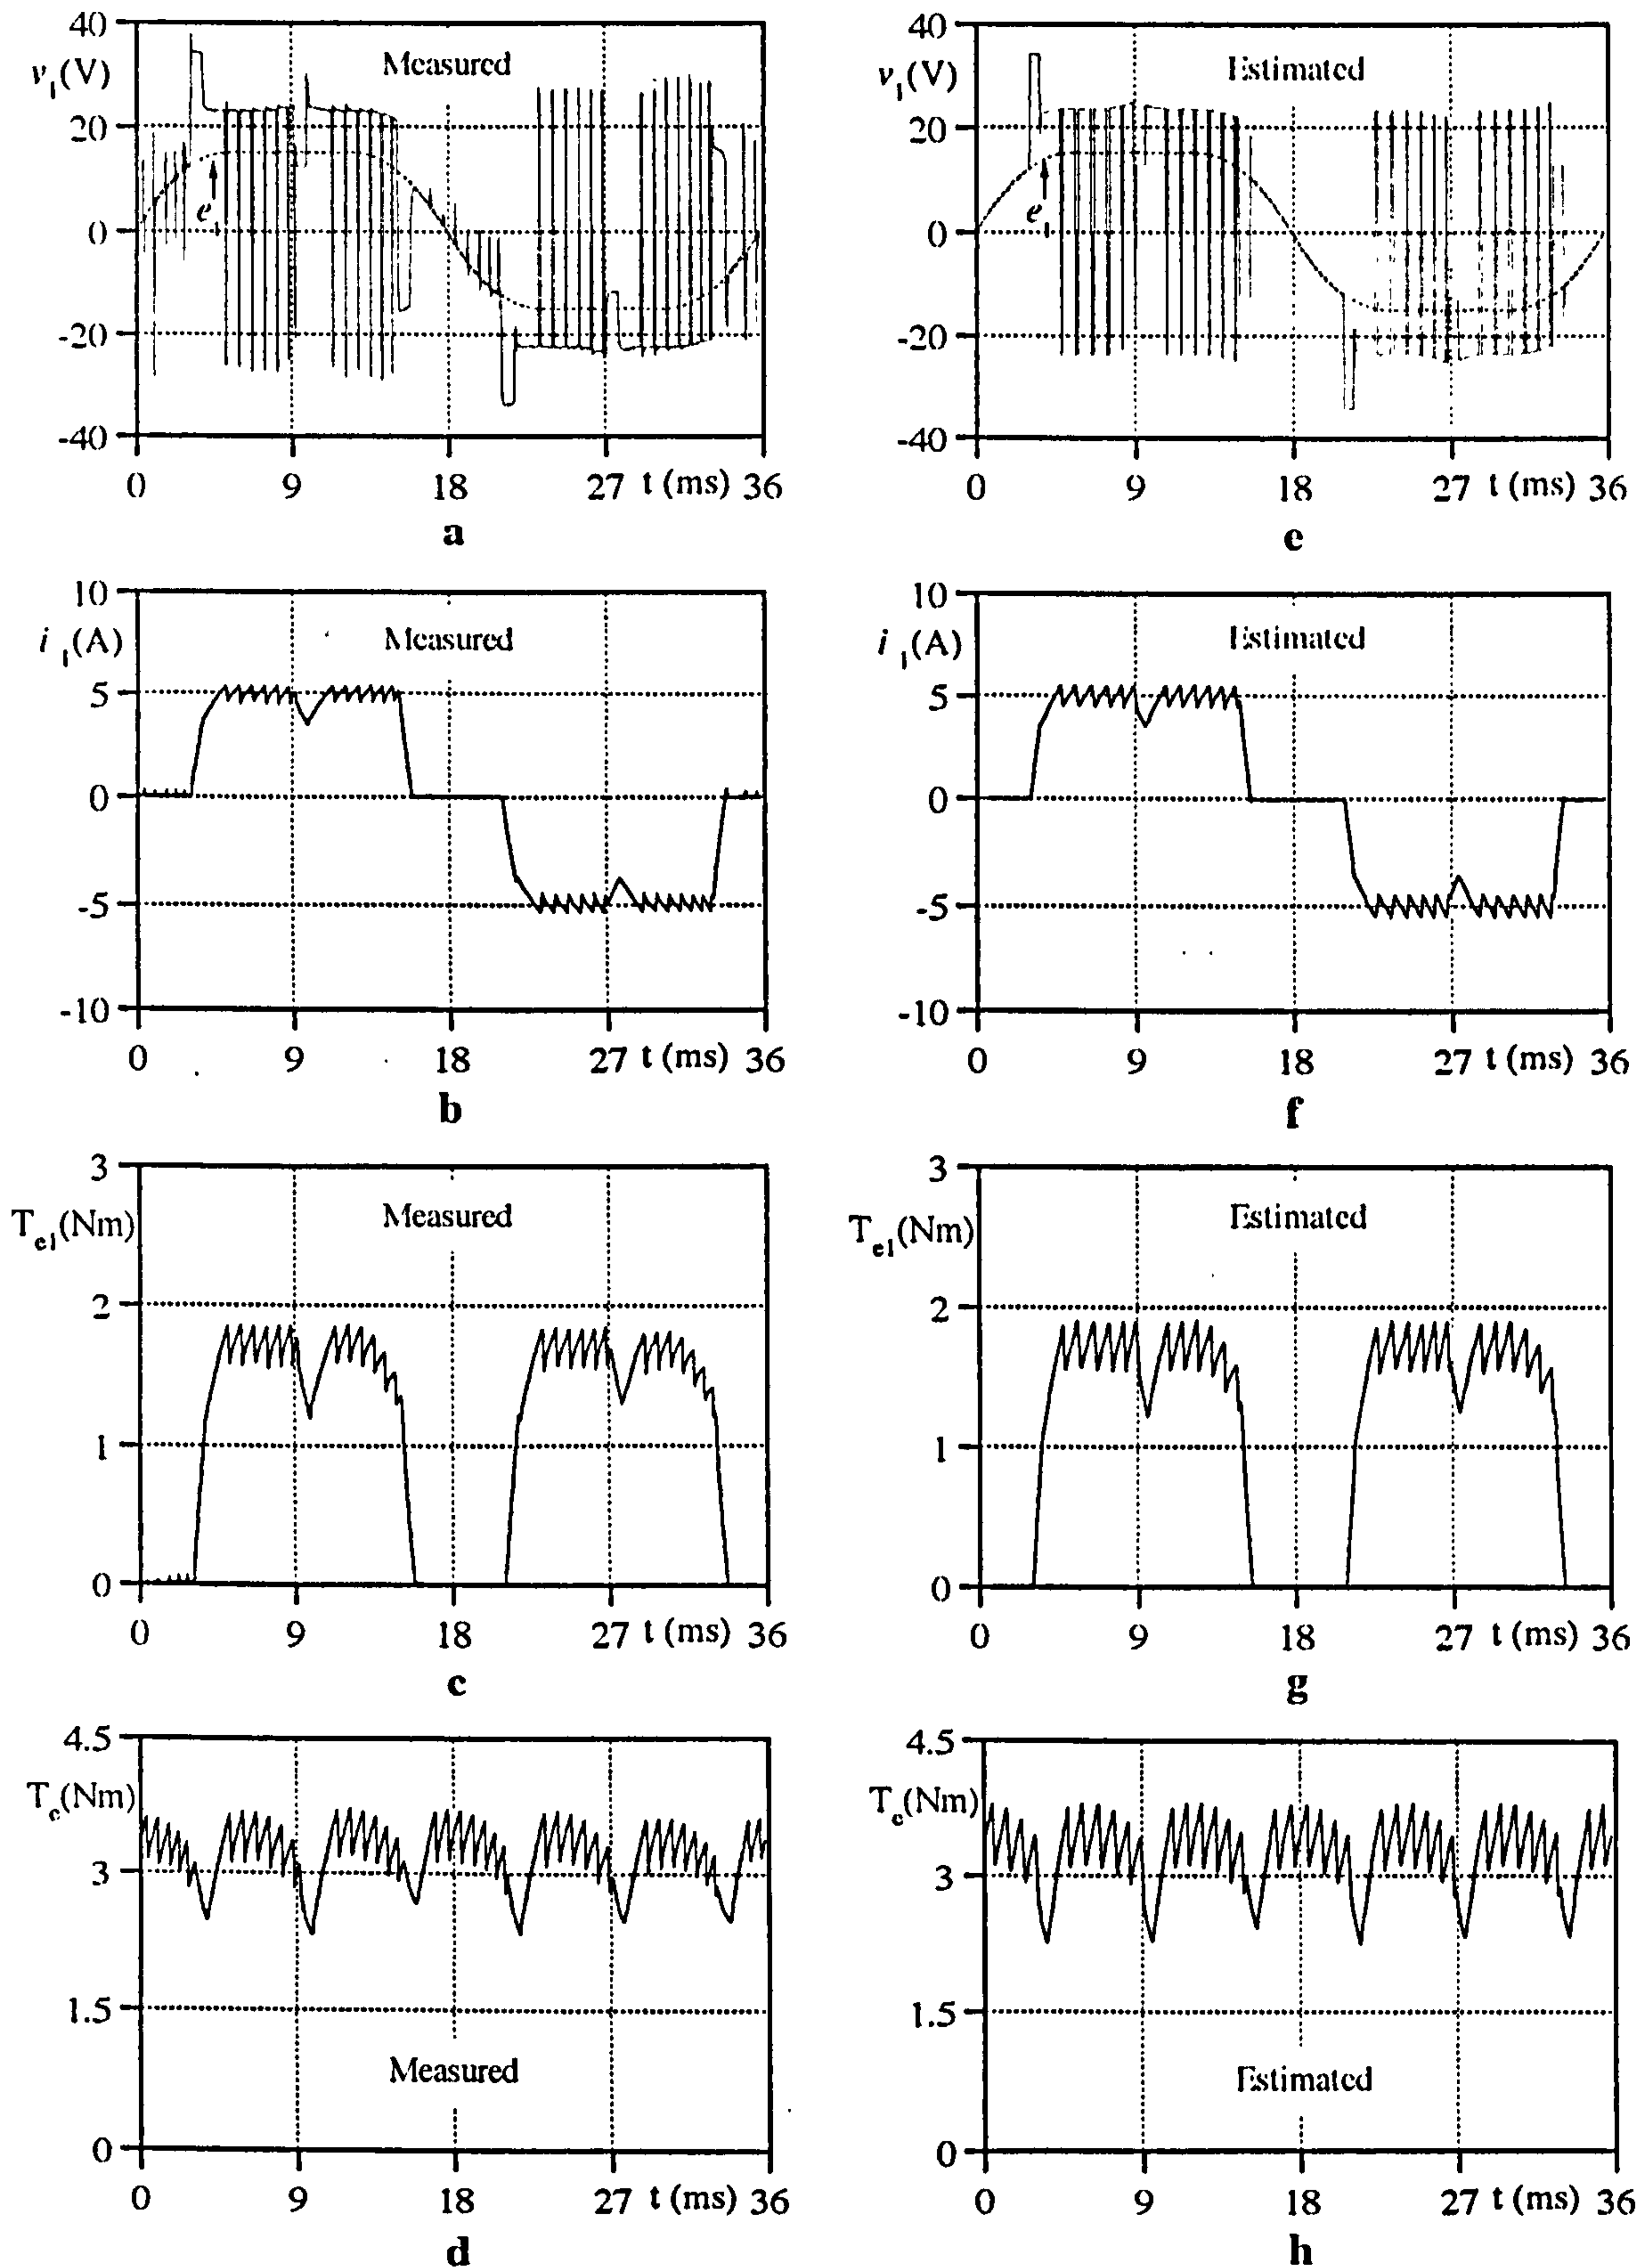 40
v₁(V)
20
0
-20
-40
Measured
e₁
0 9 18 27 t (ms) 36
a
40
v₁(V)
20
0
-20
-40
Estimated
e₁
0 9 18 27 t (ms) 36
e
10
i₁(A)
5
0
-5
-10
Measured
0 9 18 27 t (ms) 36
b
10
i₁(A)
5
0
-5
-10
Estimated
0 9 18 27 t (ms) 36
f
3
Te₁(Nm)
2
1
0
Measured
0 9 18 27 t (ms) 36
c
3
Te₁(Nm)
2
1
0
Estimated
0 9 18 27 t (ms) 36
g
4.5
Te(Nm)
3
1.5
0
Measured
0 9 18 27 t (ms) 36
d
4.5
Te(Nm)
3
1.5
0
Estimated
0 9 18 27 t (ms) 36
h